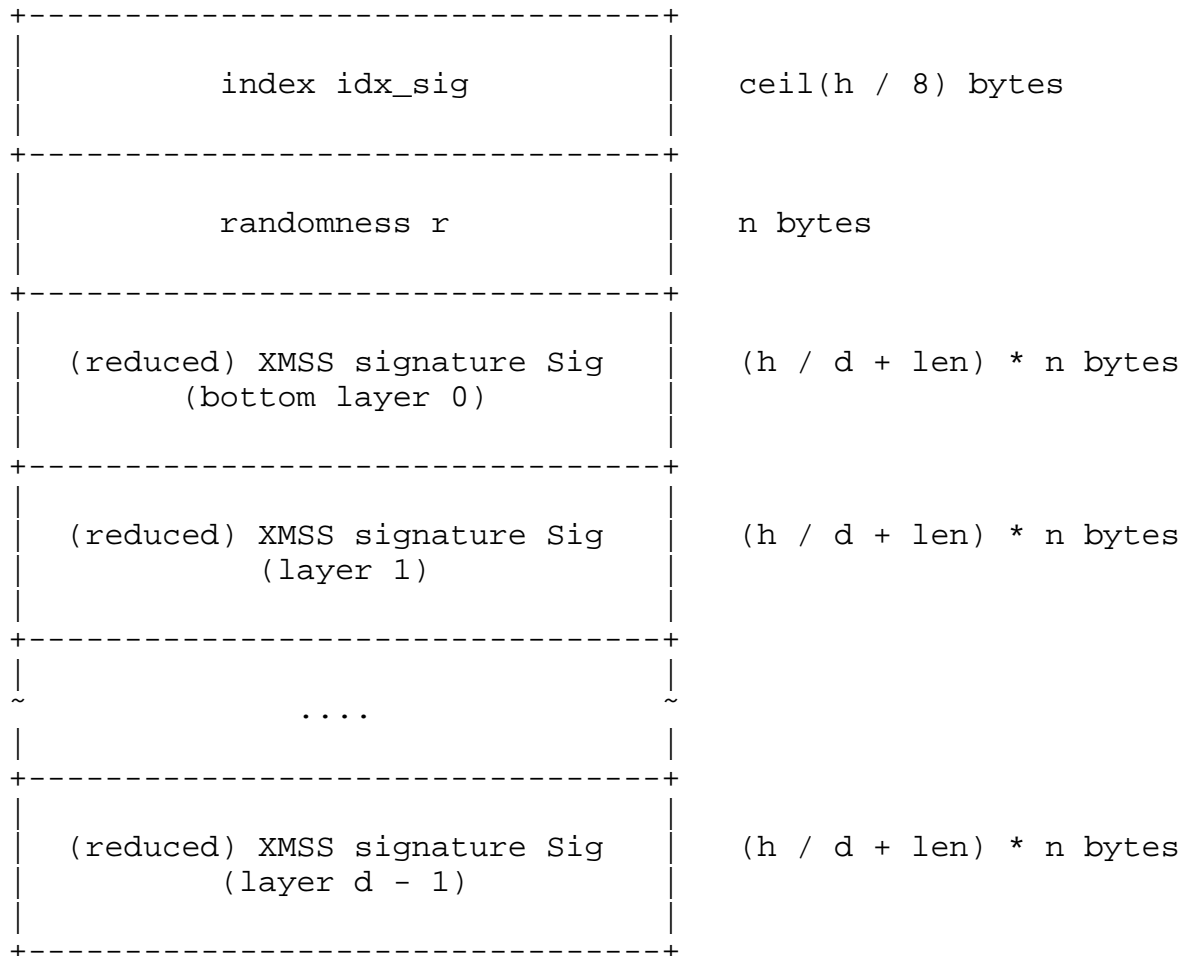 +---------------------------------+
|                                 |
|          index idx_sig          |   ceil(h / 8) bytes
|                                 |
+---------------------------------+
|                                 |
|          randomness r           |   n bytes
|                                 |
+---------------------------------+
|                                 |
|  (reduced) XMSS signature Sig   |   (h / d + len) * n bytes
|        (bottom layer 0)         |
|                                 |
+---------------------------------+
|                                 |
|  (reduced) XMSS signature Sig   |   (h / d + len) * n bytes
|            (layer 1)            |
|                                 |
+---------------------------------+
|                                 |
~              ....               ~
|                                 |
+---------------------------------+
|                                 |
|  (reduced) XMSS signature Sig   |   (h / d + len) * n bytes
|          (layer d - 1)          |
|                                 |
+---------------------------------+